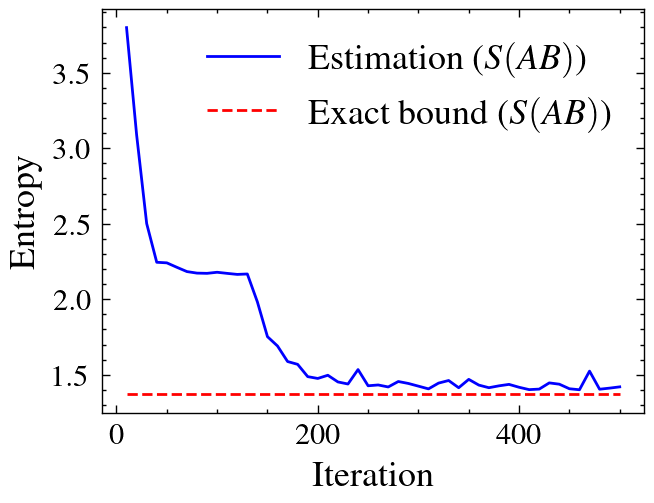 Estimation (S(AB))
Exact bound (S(AB))
3.5
3.0
2.5
2.0
1.5
Entropy
0 200 400
Iteration